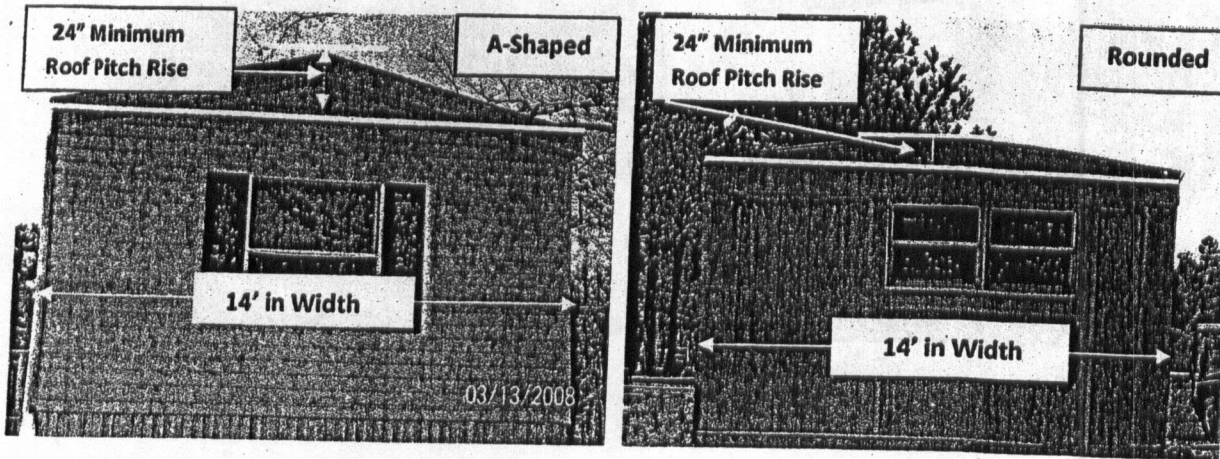 24" Minimum
Roof Pitch Rise
A-Shaped
14' in Width
03/13/2008
24" Minimum
Roof Pitch Rise
Rounded
14' in Width